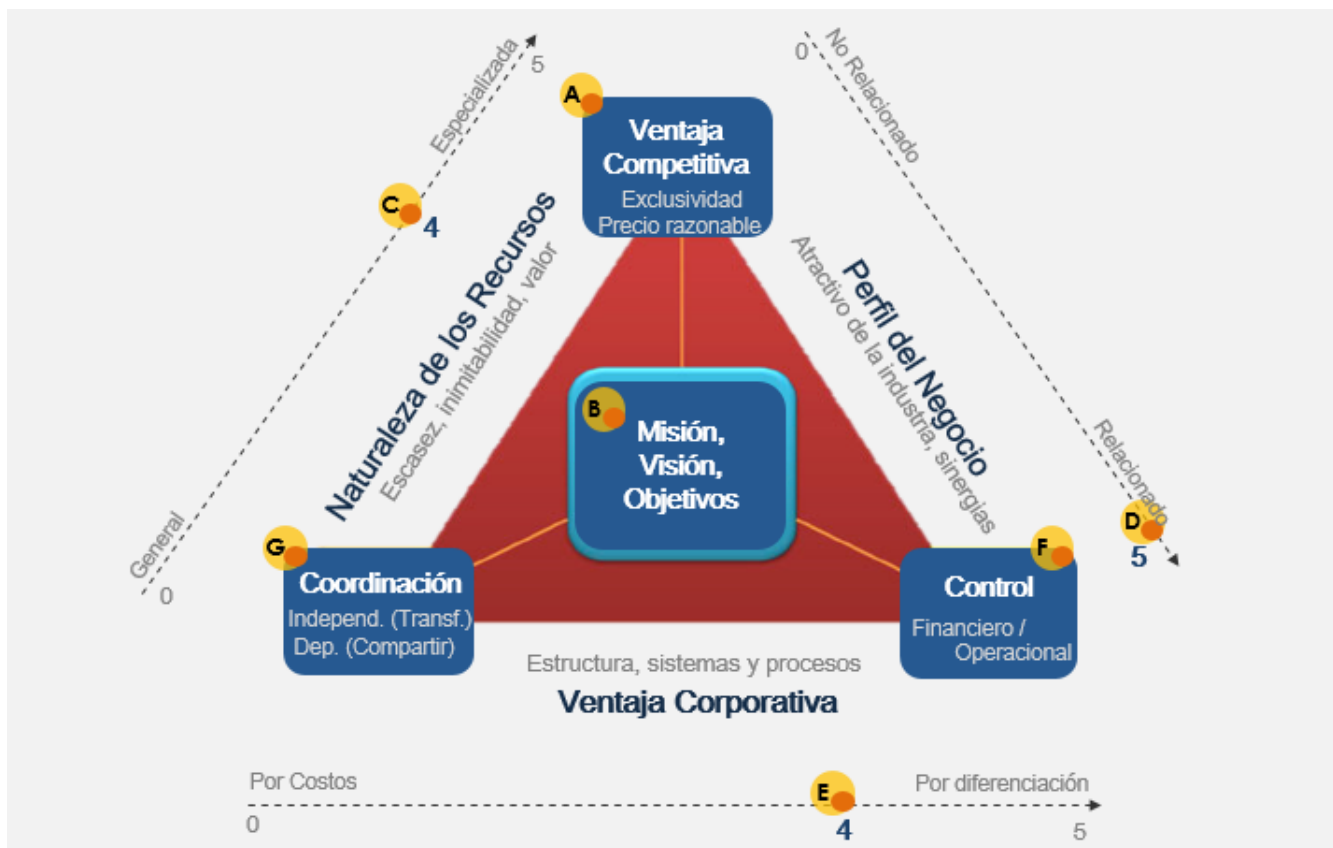 A
Ventaja
Competitiva
Exclusividad
Precio razonable
5
Especializada
C
4
Naturaleza de los Recursos
Escasez, inimitabilidad, valor
General
0
0
No Relacionado
Perfil del Negocio
Atractivo de la industria, sinergias
Relacionado
D
5
B
Misión,
Visión,
Objetivos
G
Coordinación
Independ. (Transf.)
Dep. (Compartir)
F
Control
Financiero /
Operacional
Estructura, sistemas y procesos
Ventaja Corporativa
Por Costos
0
E
4
Por diferenciación
5